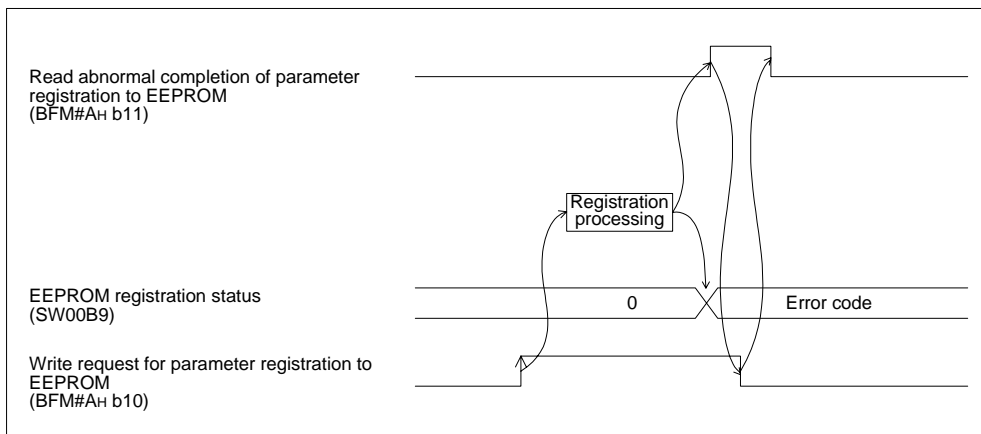 Read abnormal completion of parameter
registration to EEPROM
(BFM#AH b11)
Registration
processing
EEPROM registration status
(SW00B9)
0
Error code
Write request for parameter registration to
EEPROM
(BFM#AH b10)